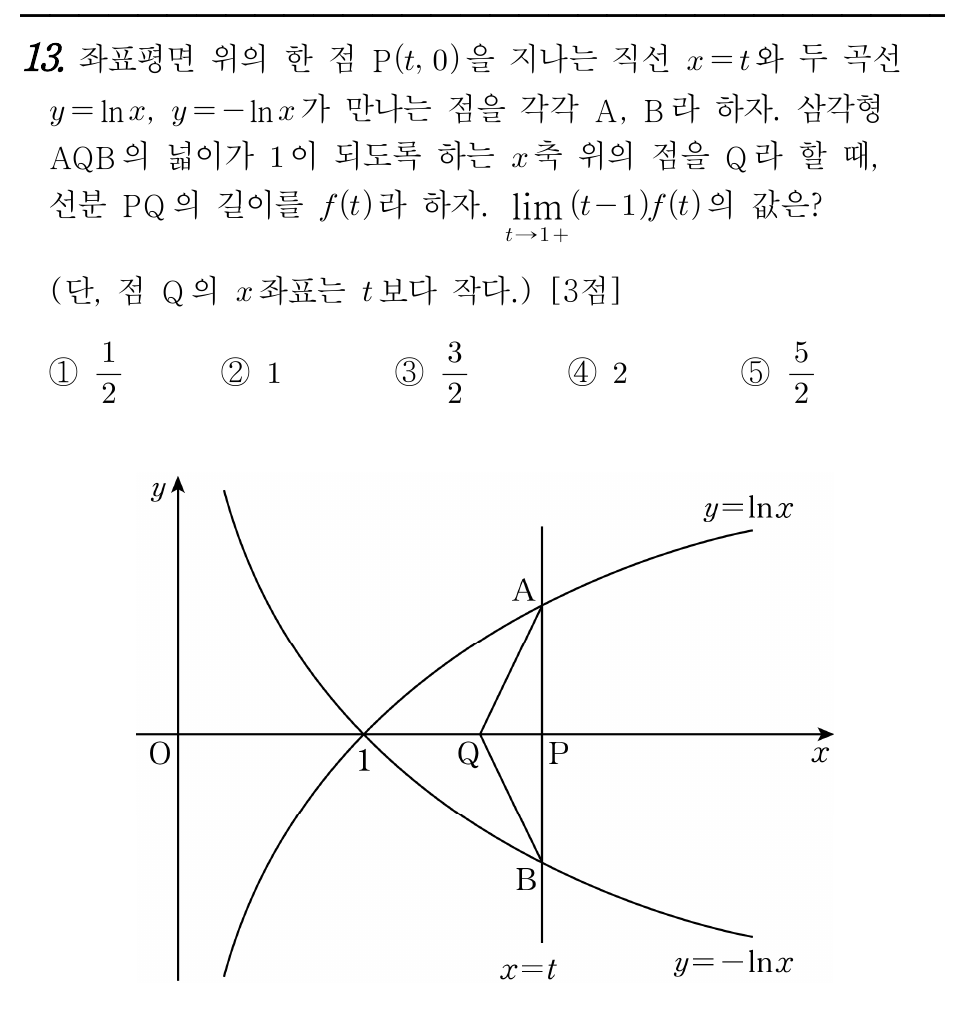 13. 좌표평면 위의 한 점 P(t, 0)을 지나는 직선 x=t와 두 곡선
y=lnx, y=-lnx가 만나는 점을 각각 A, B라 하자. 삼각형
AQB의 넓이가 1이 되도록 하는 x축 위의 점을 Q라 할 때,
선분 PQ의 길이를 f(t)라 하자. lim_{t→1+} (t-1)f(t)의 값은?
(단, 점 Q의 x좌표는 t보다 작다.) [3점]
① 1/2 ② 1 ③ 3/2 ④ 2 ⑤ 5/2
y
y=lnx
A
O 1 Q P x
B
x=t y=-lnx